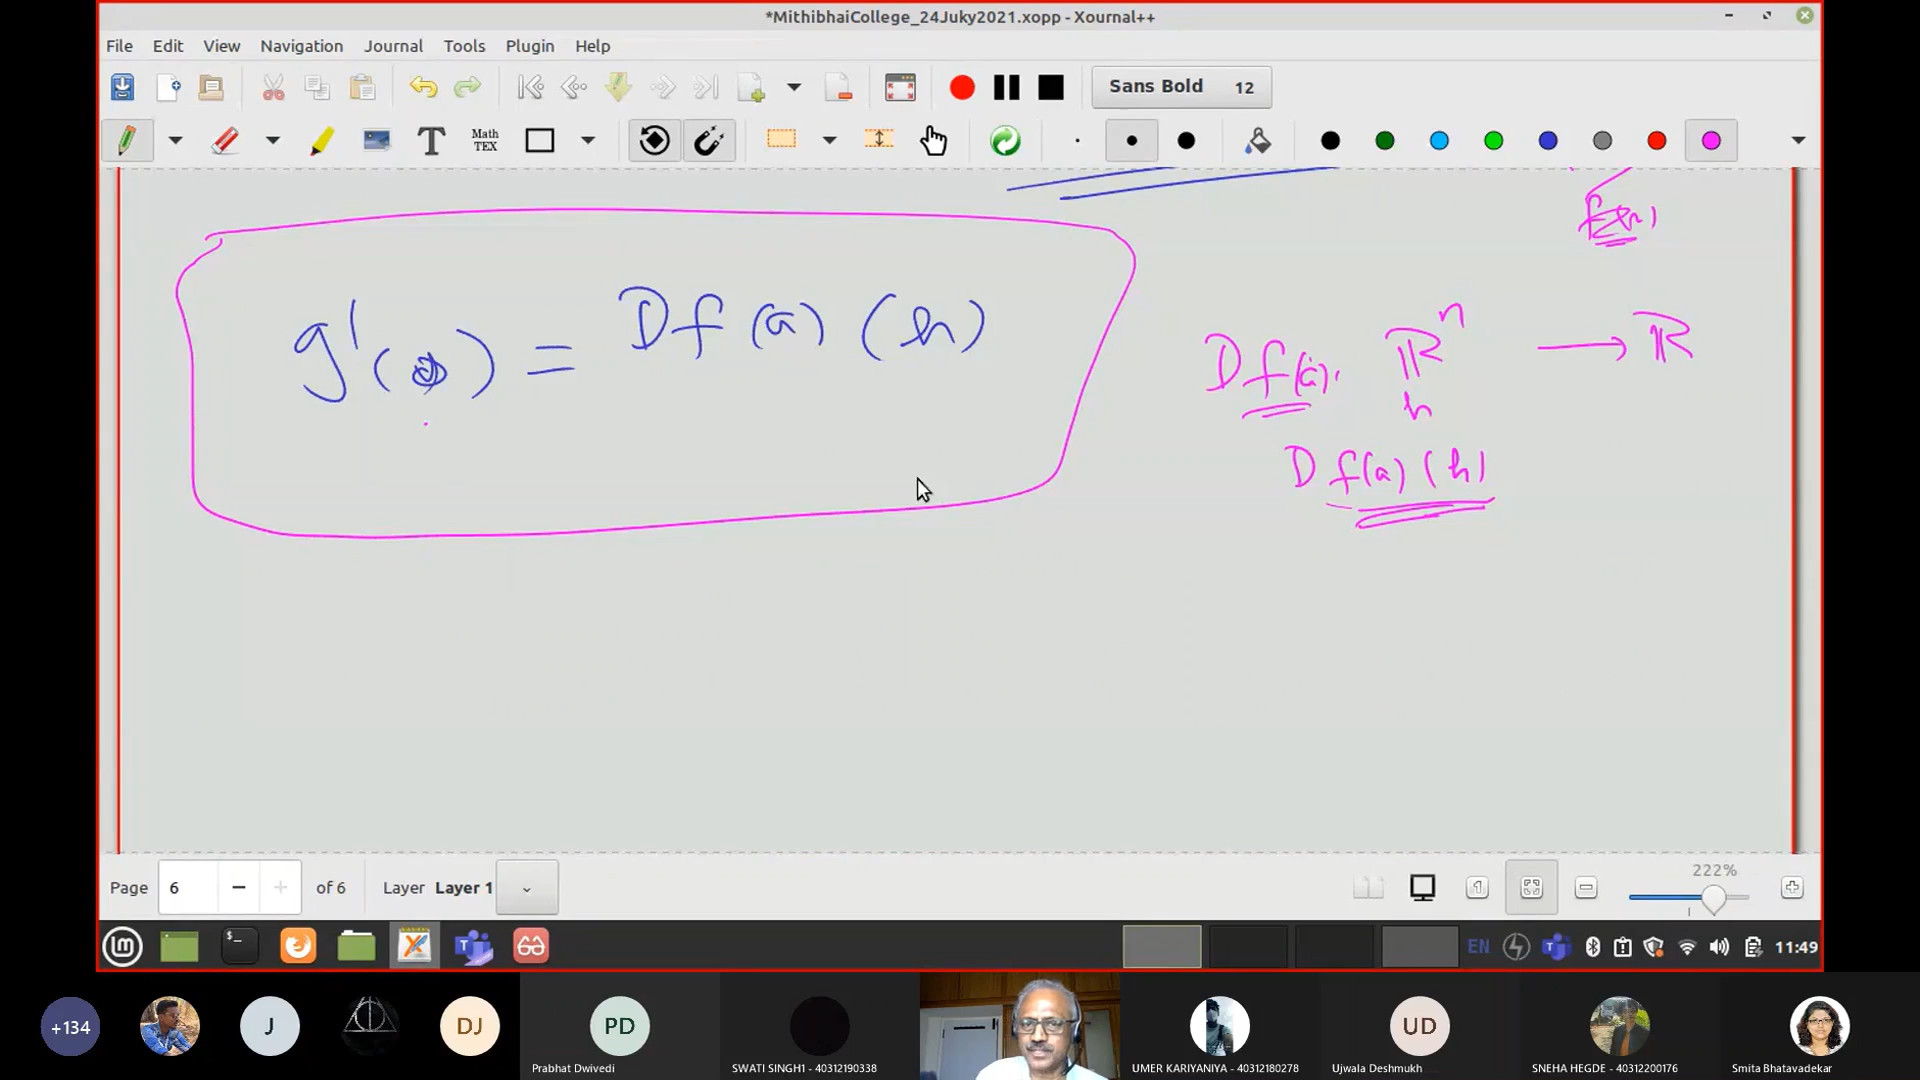 *MithibhaiCollege_24Juky2021.xopp - Xournal++
File Edit View Navigation Journal Tools Plugin Help
Sans Bold 12
T Math TEX
g'( ) = Df(a)(h)
Df(a). ℝⁿ ⟶ ℝ
h
Df(a)(h)
222%
Page 6 of 6 Layer Layer 1
EN 11:49
+134 J DJ PD UD
Prabhat Dwivedi
SWATI SINGH1 - 40312190338
UMER KARIYANIYA - 40312180278
Ujwala Deshmukh
SNEHA HEGDE - 40312200176
Smita Bhatavadekar